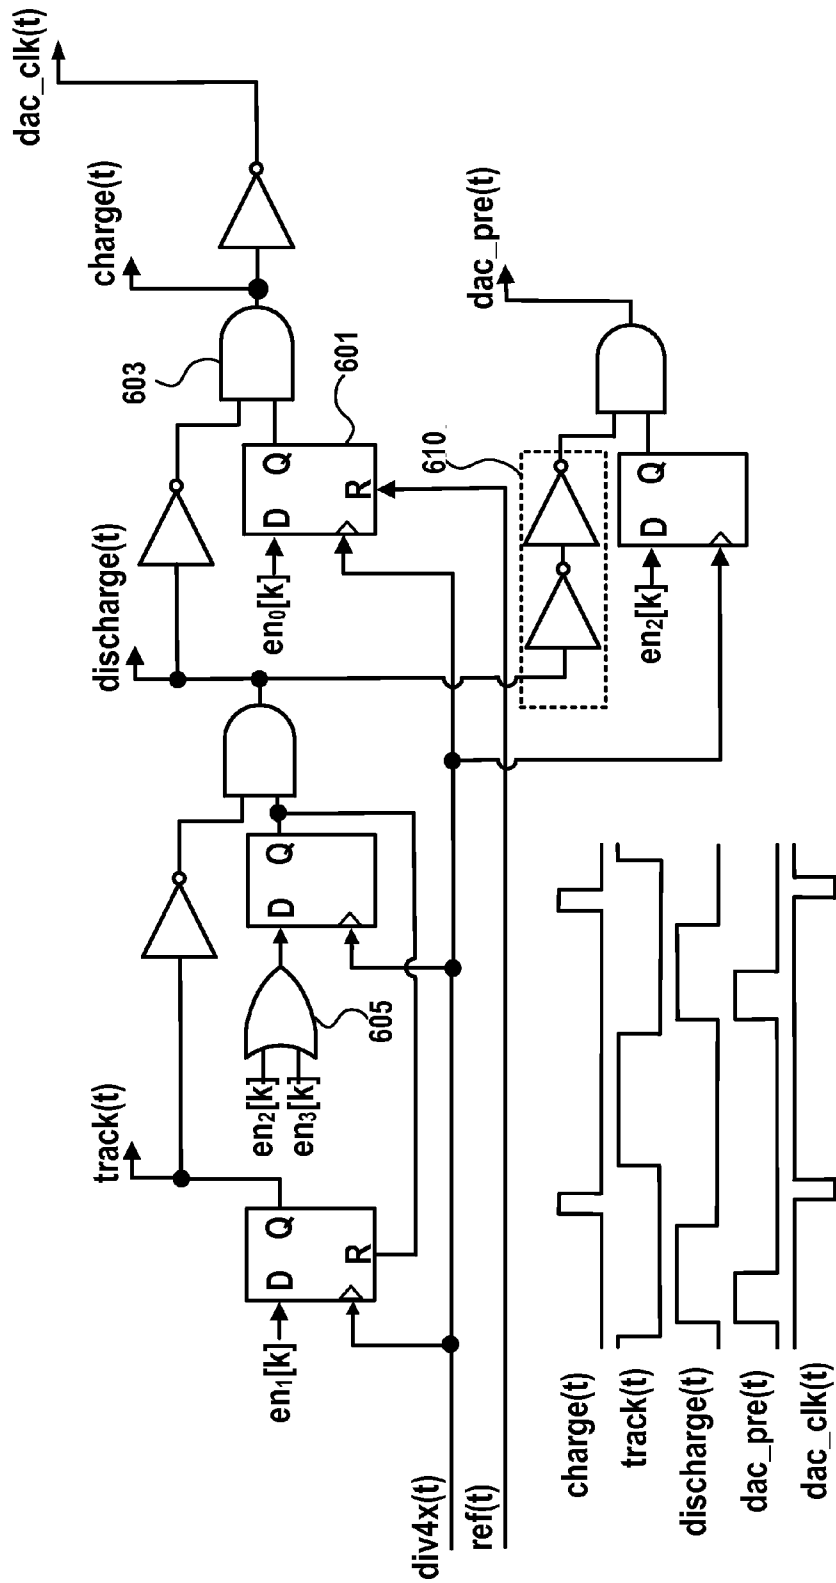 track(t)
discharge(t)
charge(t)
dac_clk(t)
603
en1[k]
D
Q
R
en2[k]
en3[k]
605
D
Q
en0[k]
D
Q
R
601
div4x(t)
ref(t)
610
en2[k]
D
Q
dac_pre(t)
charge(t)
track(t)
discharge(t)
dac_pre(t)
dac_clk(t)